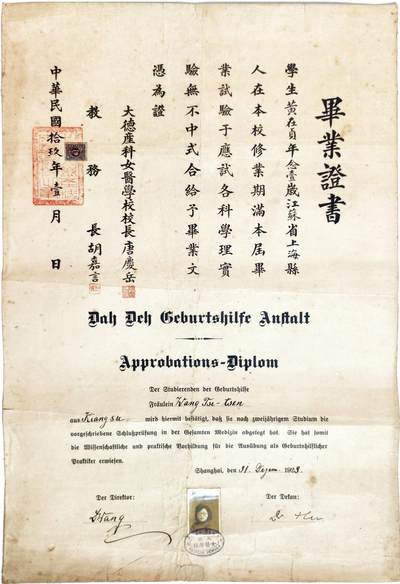 畢業證書
學生黃在貞年念壹歲江蘇省上海縣
人在本校修業期滿本屆畢
業試驗于應試各科學理實
驗無不中式合給予畢業文
憑為證
大德產科女醫學校校長唐慶岳
教務長胡嘉言
中華民國拾玖年壹月 日
Dah Deh Geburtshilfe Anstalt
Approbations-Diplom
Der Studierenden der Geburtshilfe
Fräulein Wang Tse-tsen
aus Kiangsu wird hiermit bestätigt, daß sie nach zweijährigem Studium die
vorgeschriebene Schlußprüfung in der Gesamten Medizin abgelegt hat. Sie hat somit
die Wissenschaftliche und praktische Vorbildung für die Ausübung als Geburtshilflicher
Praktiker erwiesen.
Shanghai, den 31 Dezem. 1929.
Der Direktor: Der Dekan: